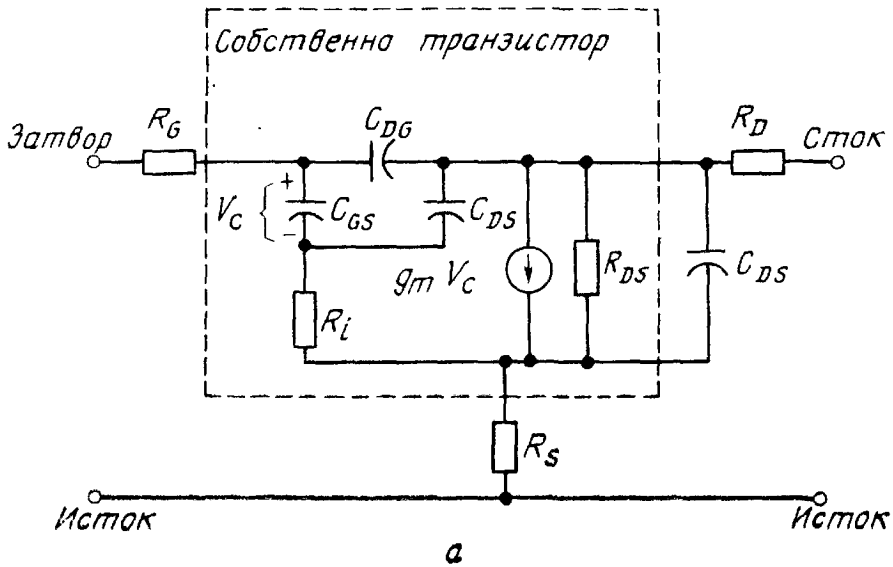 Собственно транзистор
Затвор
R_G
C_DG
R_D
Сток
V_C
+
−
C_GS
C_DS
g_m V_C
R_DS
C_DS
R_i
R_S
Исток
Исток
а